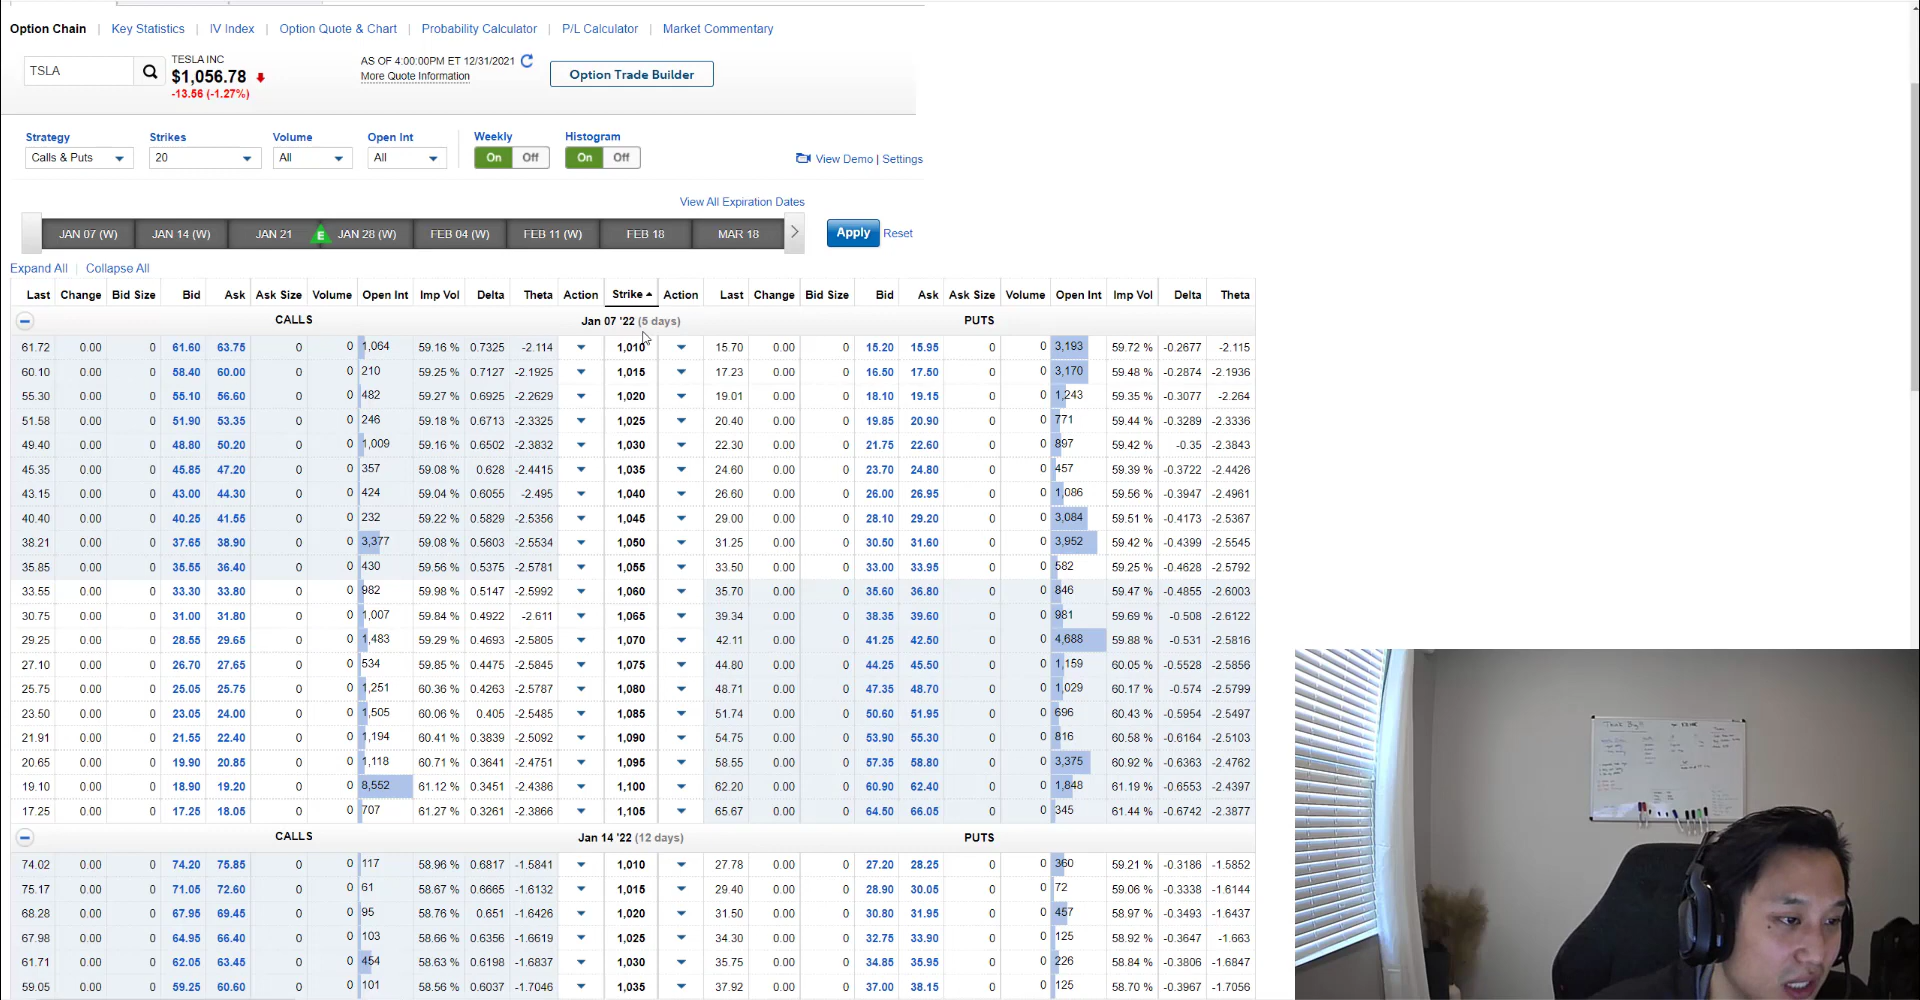 Option Chain | Key Statistics | IV Index | Option Quote & Chart | Probability Calculator | P/L Calculator | Market Commentary
TSLA
TESLA INC
$1,056.78
-13.56 (-1.27%)
AS OF 4:00:00PM ET 12/31/2021
More Quote Information
Option Trade Builder
Strategy Strikes Volume Open Int Weekly Histogram
Calls & Puts 20 All All On Off On Off
View Demo | Settings
View All Expiration Dates
JAN 07 (W) JAN 14 (W) JAN 21 E JAN 28 (W) FEB 04 (W) FEB 11 (W) FEB 18 MAR 18 Apply Reset
Expand All | Collapse All
Last Change Bid Size Bid Ask Ask Size Volume Open Int Imp Vol Delta Theta Action Strike Action Last Change Bid Size Bid Ask Ask Size Volume Open Int Imp Vol Delta Theta
CALLS Jan 07 '22 (5 days) PUTS
61.72 0.00 0 61.60 63.75 0 0 1,064 59.16 % 0.7325 -2.114 1,010 15.70 0.00 0 15.20 15.95 0 0 3,193 59.72 % -0.2677 -2.115
60.10 0.00 0 58.40 60.00 0 0 210 59.25 % 0.7127 -2.1925 1,015 17.23 0.00 0 16.50 17.50 0 0 3,170 59.48 % -0.2874 -2.1936
55.30 0.00 0 55.10 56.60 0 0 482 59.27 % 0.6925 -2.2629 1,020 19.01 0.00 0 18.10 19.15 0 0 1,243 59.35 % -0.3077 -2.264
51.58 0.00 0 51.90 53.35 0 0 246 59.18 % 0.6713 -2.3325 1,025 20.40 0.00 0 19.85 20.90 0 0 771 59.44 % -0.3289 -2.3336
49.40 0.00 0 48.80 50.20 0 0 1,009 59.16 % 0.6502 -2.3832 1,030 22.30 0.00 0 21.75 22.60 0 0 897 59.42 % -0.35 -2.3843
45.35 0.00 0 45.85 47.20 0 0 357 59.08 % 0.628 -2.4415 1,035 24.60 0.00 0 23.70 24.80 0 0 457 59.39 % -0.3722 -2.4426
43.15 0.00 0 43.00 44.30 0 0 424 59.04 % 0.6055 -2.495 1,040 26.60 0.00 0 26.00 26.95 0 0 1,086 59.56 % -0.3947 -2.4961
40.40 0.00 0 40.25 41.55 0 0 232 59.22 % 0.5829 -2.5356 1,045 29.00 0.00 0 28.10 29.20 0 0 3,084 59.51 % -0.4173 -2.5367
38.21 0.00 0 37.65 38.90 0 0 3,377 59.08 % 0.5603 -2.5534 1,050 31.25 0.00 0 30.50 31.60 0 0 3,952 59.42 % -0.4399 -2.5545
35.85 0.00 0 35.55 36.40 0 0 430 59.56 % 0.5375 -2.5781 1,055 33.50 0.00 0 33.00 33.95 0 0 582 59.25 % -0.4628 -2.5792
33.55 0.00 0 33.30 33.80 0 0 982 59.98 % 0.5147 -2.5992 1,060 35.70 0.00 0 35.60 36.80 0 0 846 59.47 % -0.4855 -2.6003
30.75 0.00 0 31.00 31.80 0 0 1,007 59.84 % 0.4922 -2.611 1,065 39.34 0.00 0 38.35 39.60 0 0 981 59.69 % -0.508 -2.6122
29.25 0.00 0 28.55 29.65 0 0 1,483 59.29 % 0.4693 -2.5805 1,070 42.11 0.00 0 41.25 42.50 0 0 4,688 59.88 % -0.531 -2.5816
27.10 0.00 0 26.70 27.65 0 0 534 59.85 % 0.4475 -2.5845 1,075 44.80 0.00 0 44.25 45.50 0 0 1,159 60.05 % -0.5528 -2.5856
25.75 0.00 0 25.05 25.75 0 0 1,251 60.36 % 0.4263 -2.5787 1,080 48.71 0.00 0 47.35 48.70 0 0 1,029 60.17 % -0.574 -2.5799
23.50 0.00 0 23.05 24.00 0 0 1,505 60.06 % 0.405 -2.5485 1,085 51.74 0.00 0 50.60 51.95 0 0 696 60.43 % -0.5954 -2.5497
21.91 0.00 0 21.55 22.40 0 0 1,194 60.41 % 0.3839 -2.5092 1,090 54.75 0.00 0 53.90 55.30 0 0 816 60.58 % -0.6164 -2.5103
20.65 0.00 0 19.90 20.85 0 0 1,118 60.71 % 0.3641 -2.4751 1,095 58.55 0.00 0 57.35 58.80 0 0 3,375 60.92 % -0.6363 -2.4762
19.10 0.00 0 18.90 19.20 0 0 8,552 61.12 % 0.3451 -2.4386 1,100 62.20 0.00 0 60.90 62.40 0 0 1,848 61.19 % -0.6553 -2.4397
17.25 0.00 0 17.25 18.05 0 0 707 61.27 % 0.3261 -2.3866 1,105 65.67 0.00 0 64.50 66.05 0 0 345 61.44 % -0.6742 -2.3877
CALLS Jan 14 '22 (12 days) PUTS
74.02 0.00 0 74.20 75.85 0 0 117 58.96 % 0.6817 -1.5841 1,010 27.78 0.00 0 27.20 28.25 0 0 360 59.21 % -0.3186 -1.5852
75.17 0.00 0 71.05 72.60 0 0 61 58.67 % 0.6665 -1.6132 1,015 29.40 0.00 0 28.90 30.05 0 0 72 59.06 % -0.3338 -1.6144
68.28 0.00 0 67.95 69.45 0 0 95 58.76 % 0.651 -1.6426 1,020 31.50 0.00 0 30.80 31.95 0 0 457 58.97 % -0.3493 -1.6437
67.98 0.00 0 64.95 66.40 0 0 103 58.66 % 0.6356 -1.6619 1,025 34.30 0.00 0 32.75 33.90 0 0 125 58.92 % -0.3647 -1.663
61.71 0.00 0 62.05 63.45 0 0 454 58.63 % 0.6198 -1.6837 1,030 35.75 0.00 0 34.85 35.95 0 0 226 58.84 % -0.3806 -1.6847
59.05 0.00 0 59.25 60.60 0 0 101 58.56 % 0.6037 -1.7046 1,035 37.92 0.00 0 37.00 38.15 0 0 125 58.70 % -0.3967 -1.7056